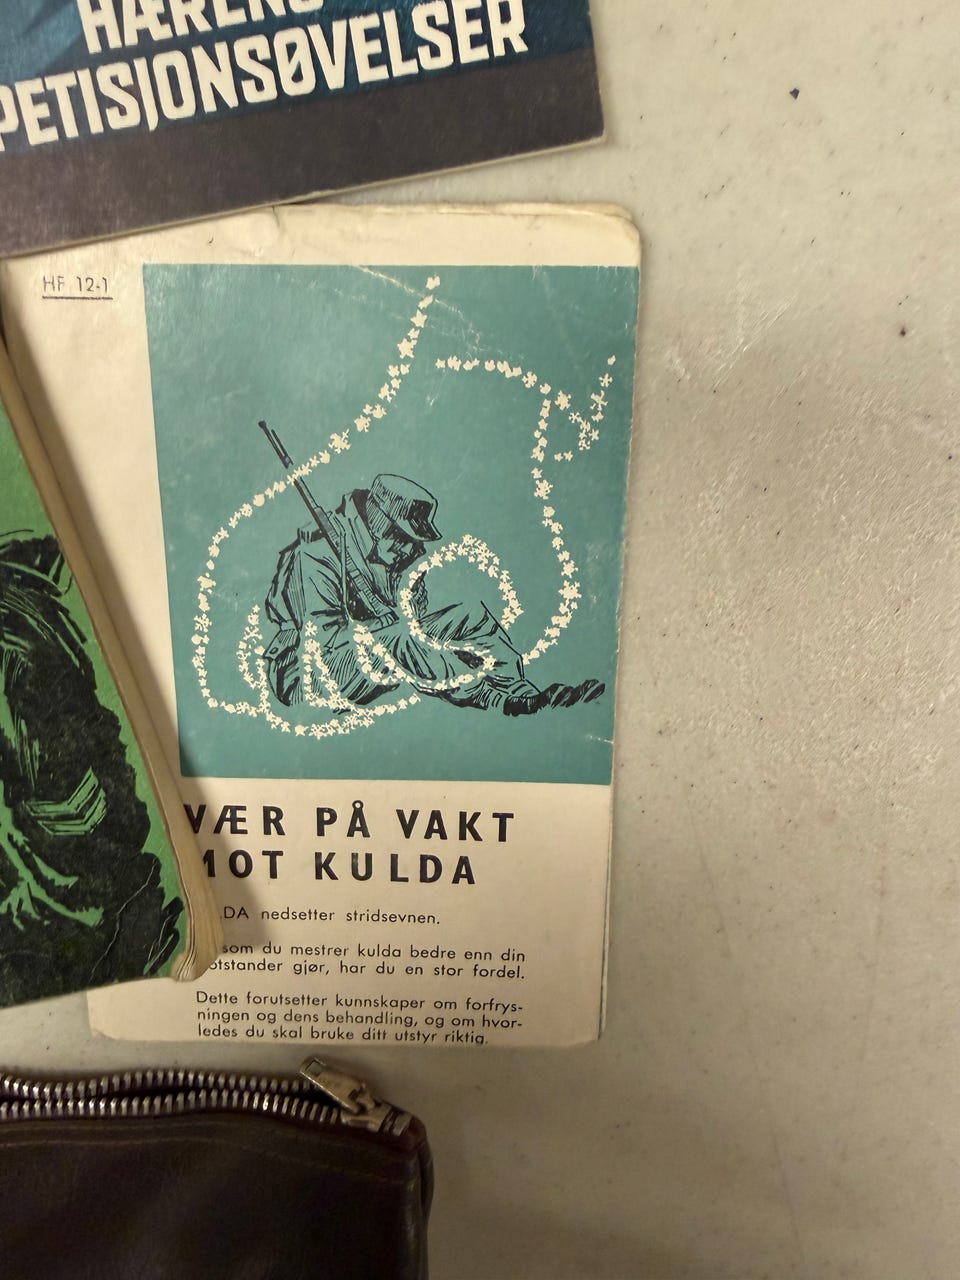 HÆRENS
PETISJONSØVELSER
HF 12-1
VÆR PÅ VAKT
MOT KULDA
LDA nedsetter stridsevnen.
som du mestrer kulda bedre enn din
otstander gjør, har du en stor fordel.
Dette forutsetter kunnskaper om forfrys-
ningen og dens behandling, og om hvor-
ledes du skal bruke ditt utstyr riktig.